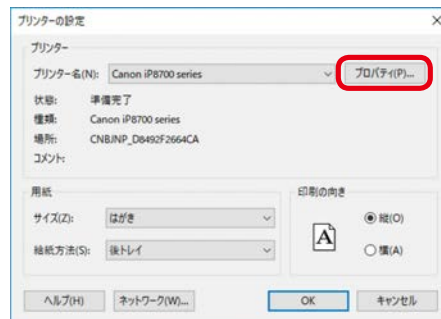 プリンターの設定
プリンター
プリンター名(N): Canon iP8700 series プロパティ(P)...
状態: 準備完了
種類: Canon iP8700 series
場所: CNBJNP_D8492F2664CA
コメント:
用紙 印刷の向き
サイズ(Z): はがき 縦(O)
給紙方法(S): 後トレイ A 横(A)
ヘルプ(H) ネットワーク(W)... OK キャンセル